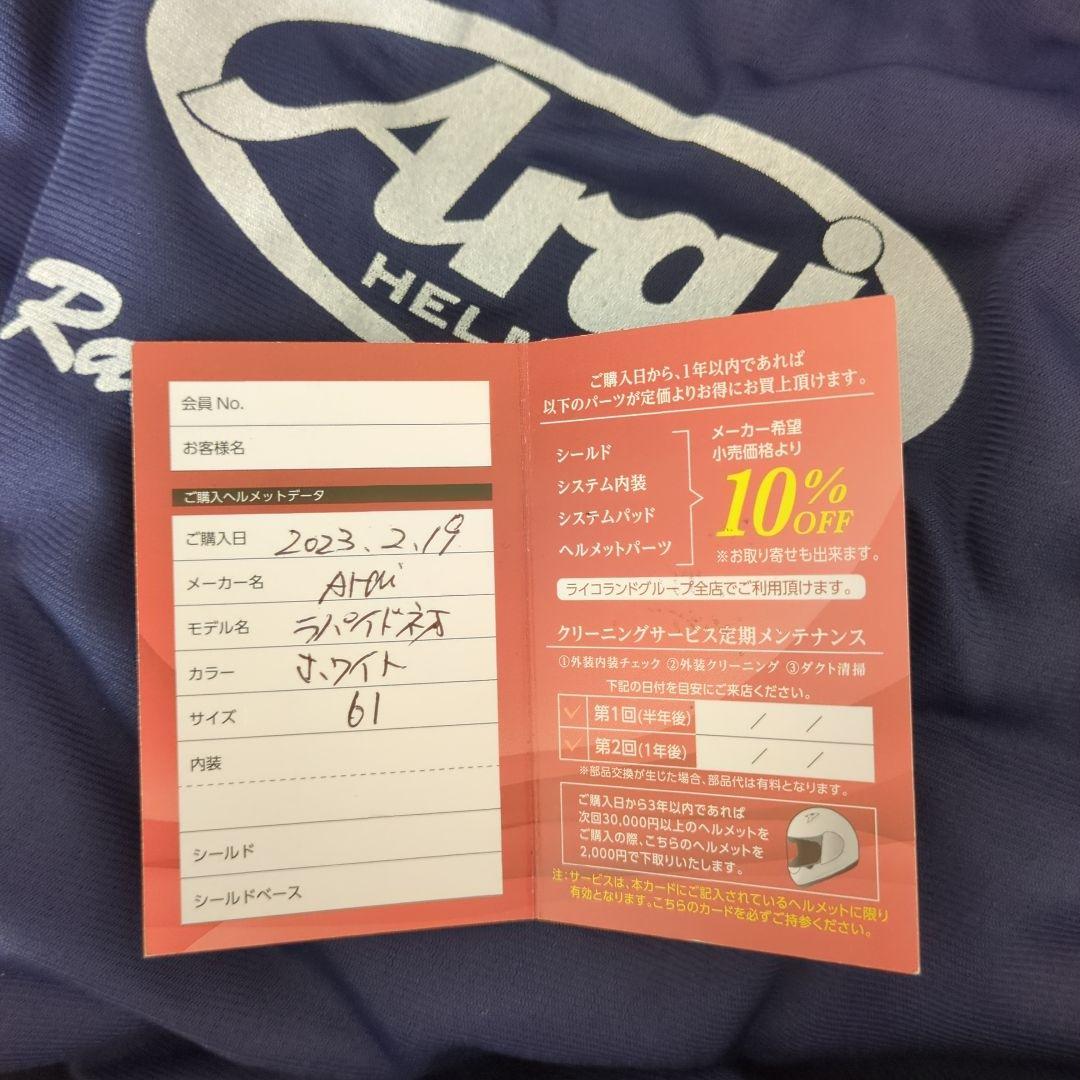 Arai
HELM
Ra
会員No.
お客様名
ご購入ヘルメットデータ
ご購入日 2023.2.19
メーカー名 Arai
モデル名 ラパイドネオ
カラー ホワイト
サイズ 61
内装
シールド
シールドベース
ご購入日から、1年以内であれば
以下のパーツが定価よりお得にお買上頂けます。
シールド
システム内装
システムパッド
ヘルメットパーツ
メーカー希望
小売価格より
10%
OFF
※お取り寄せも出来ます。
ライコランドグループ全店でご利用頂けます。
クリーニングサービス定期メンテナンス
①外装内装チェック ②外装クリーニング ③ダクト清掃
下記の日付を目安にご来店ください。
第1回(半年後) / /
第2回(1年後) / /
※部品交換が生じた場合、部品代は有料となります。
ご購入日から3年以内であれば
次回30,000円以上のヘルメットを
ご購入の際、こちらのヘルメットを
2,000円で下取りいたします。
注:サービスは、本カードにご記入されているヘルメットに限り
有効となります。こちらのカードを必ずご持参ください。